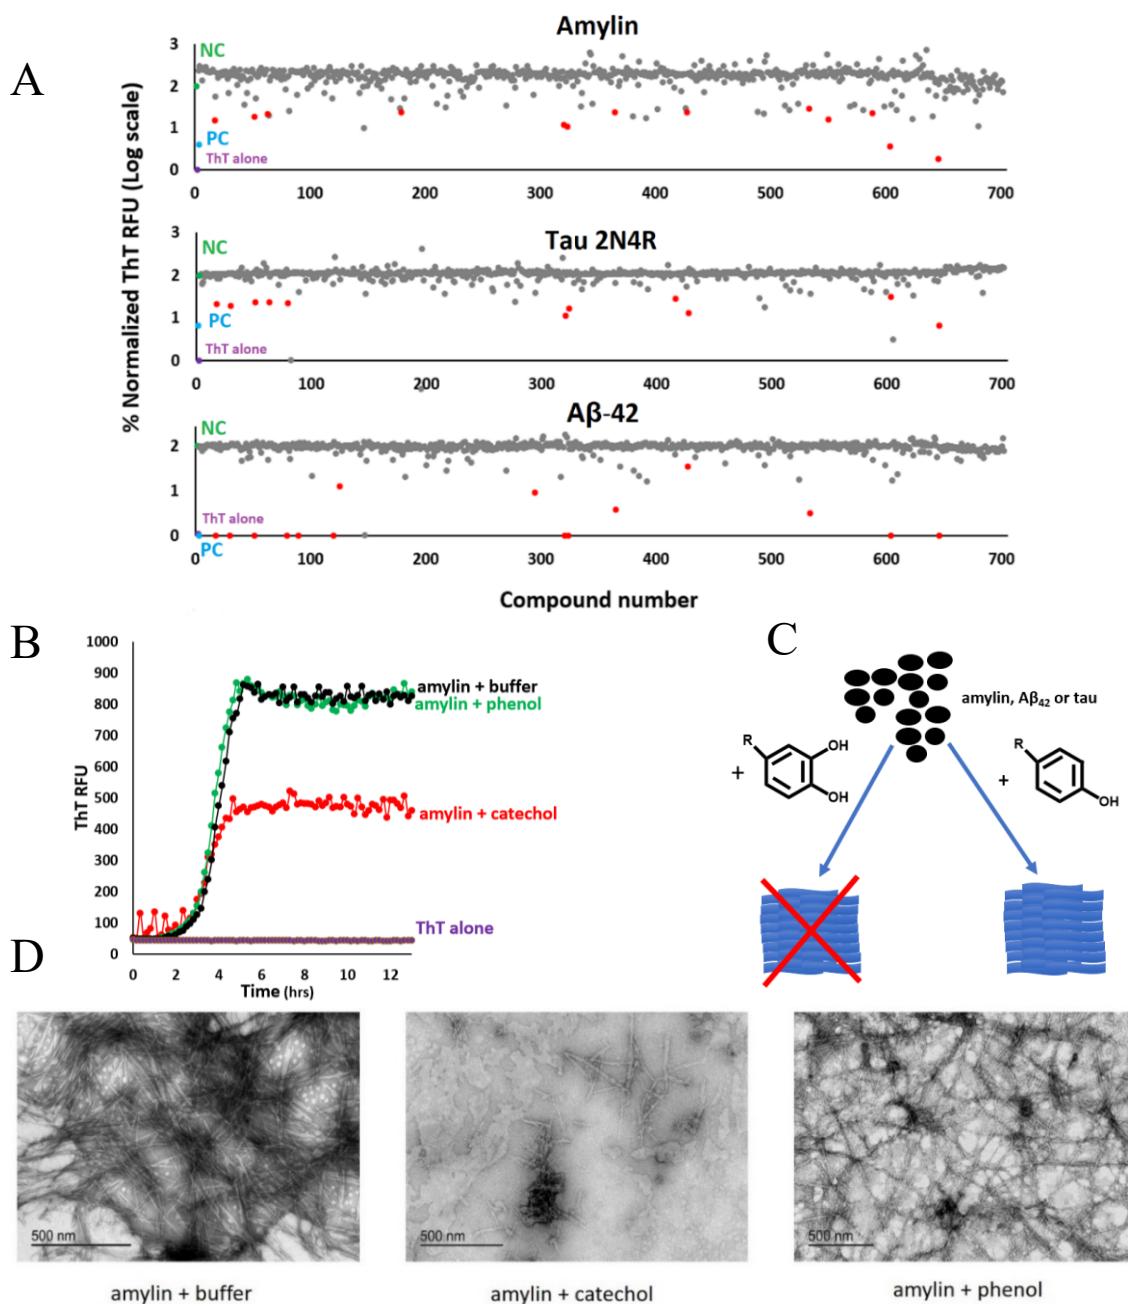 A
Amylin
% Normalized ThT RFU (Log scale)
3
NC
2
1
PC
ThT alone
0
100
200
300
400
500
600
700
3
Tau 2N4R
NC
2
1
PC
ThT alone
0
0
100
200
300
400
500
600
700
Aβ-42
NC
2
1
ThT alone
0
PC
0
100
200
300
400
500
600
700
Compound number
B
1000
900
800
700
600
500
400
300
200
100
0
ThT RFU
amylin + buffer
amylin + phenol
amylin + catechol
ThT alone
0
2
4
6
8
10
12
Time (hrs)
C
amylin, Aβ42 or tau
+
R
OH
OH
+
R
OH
D
500 nm
500 nm
500 nm
amylin + buffer
amylin + catechol
amylin + phenol